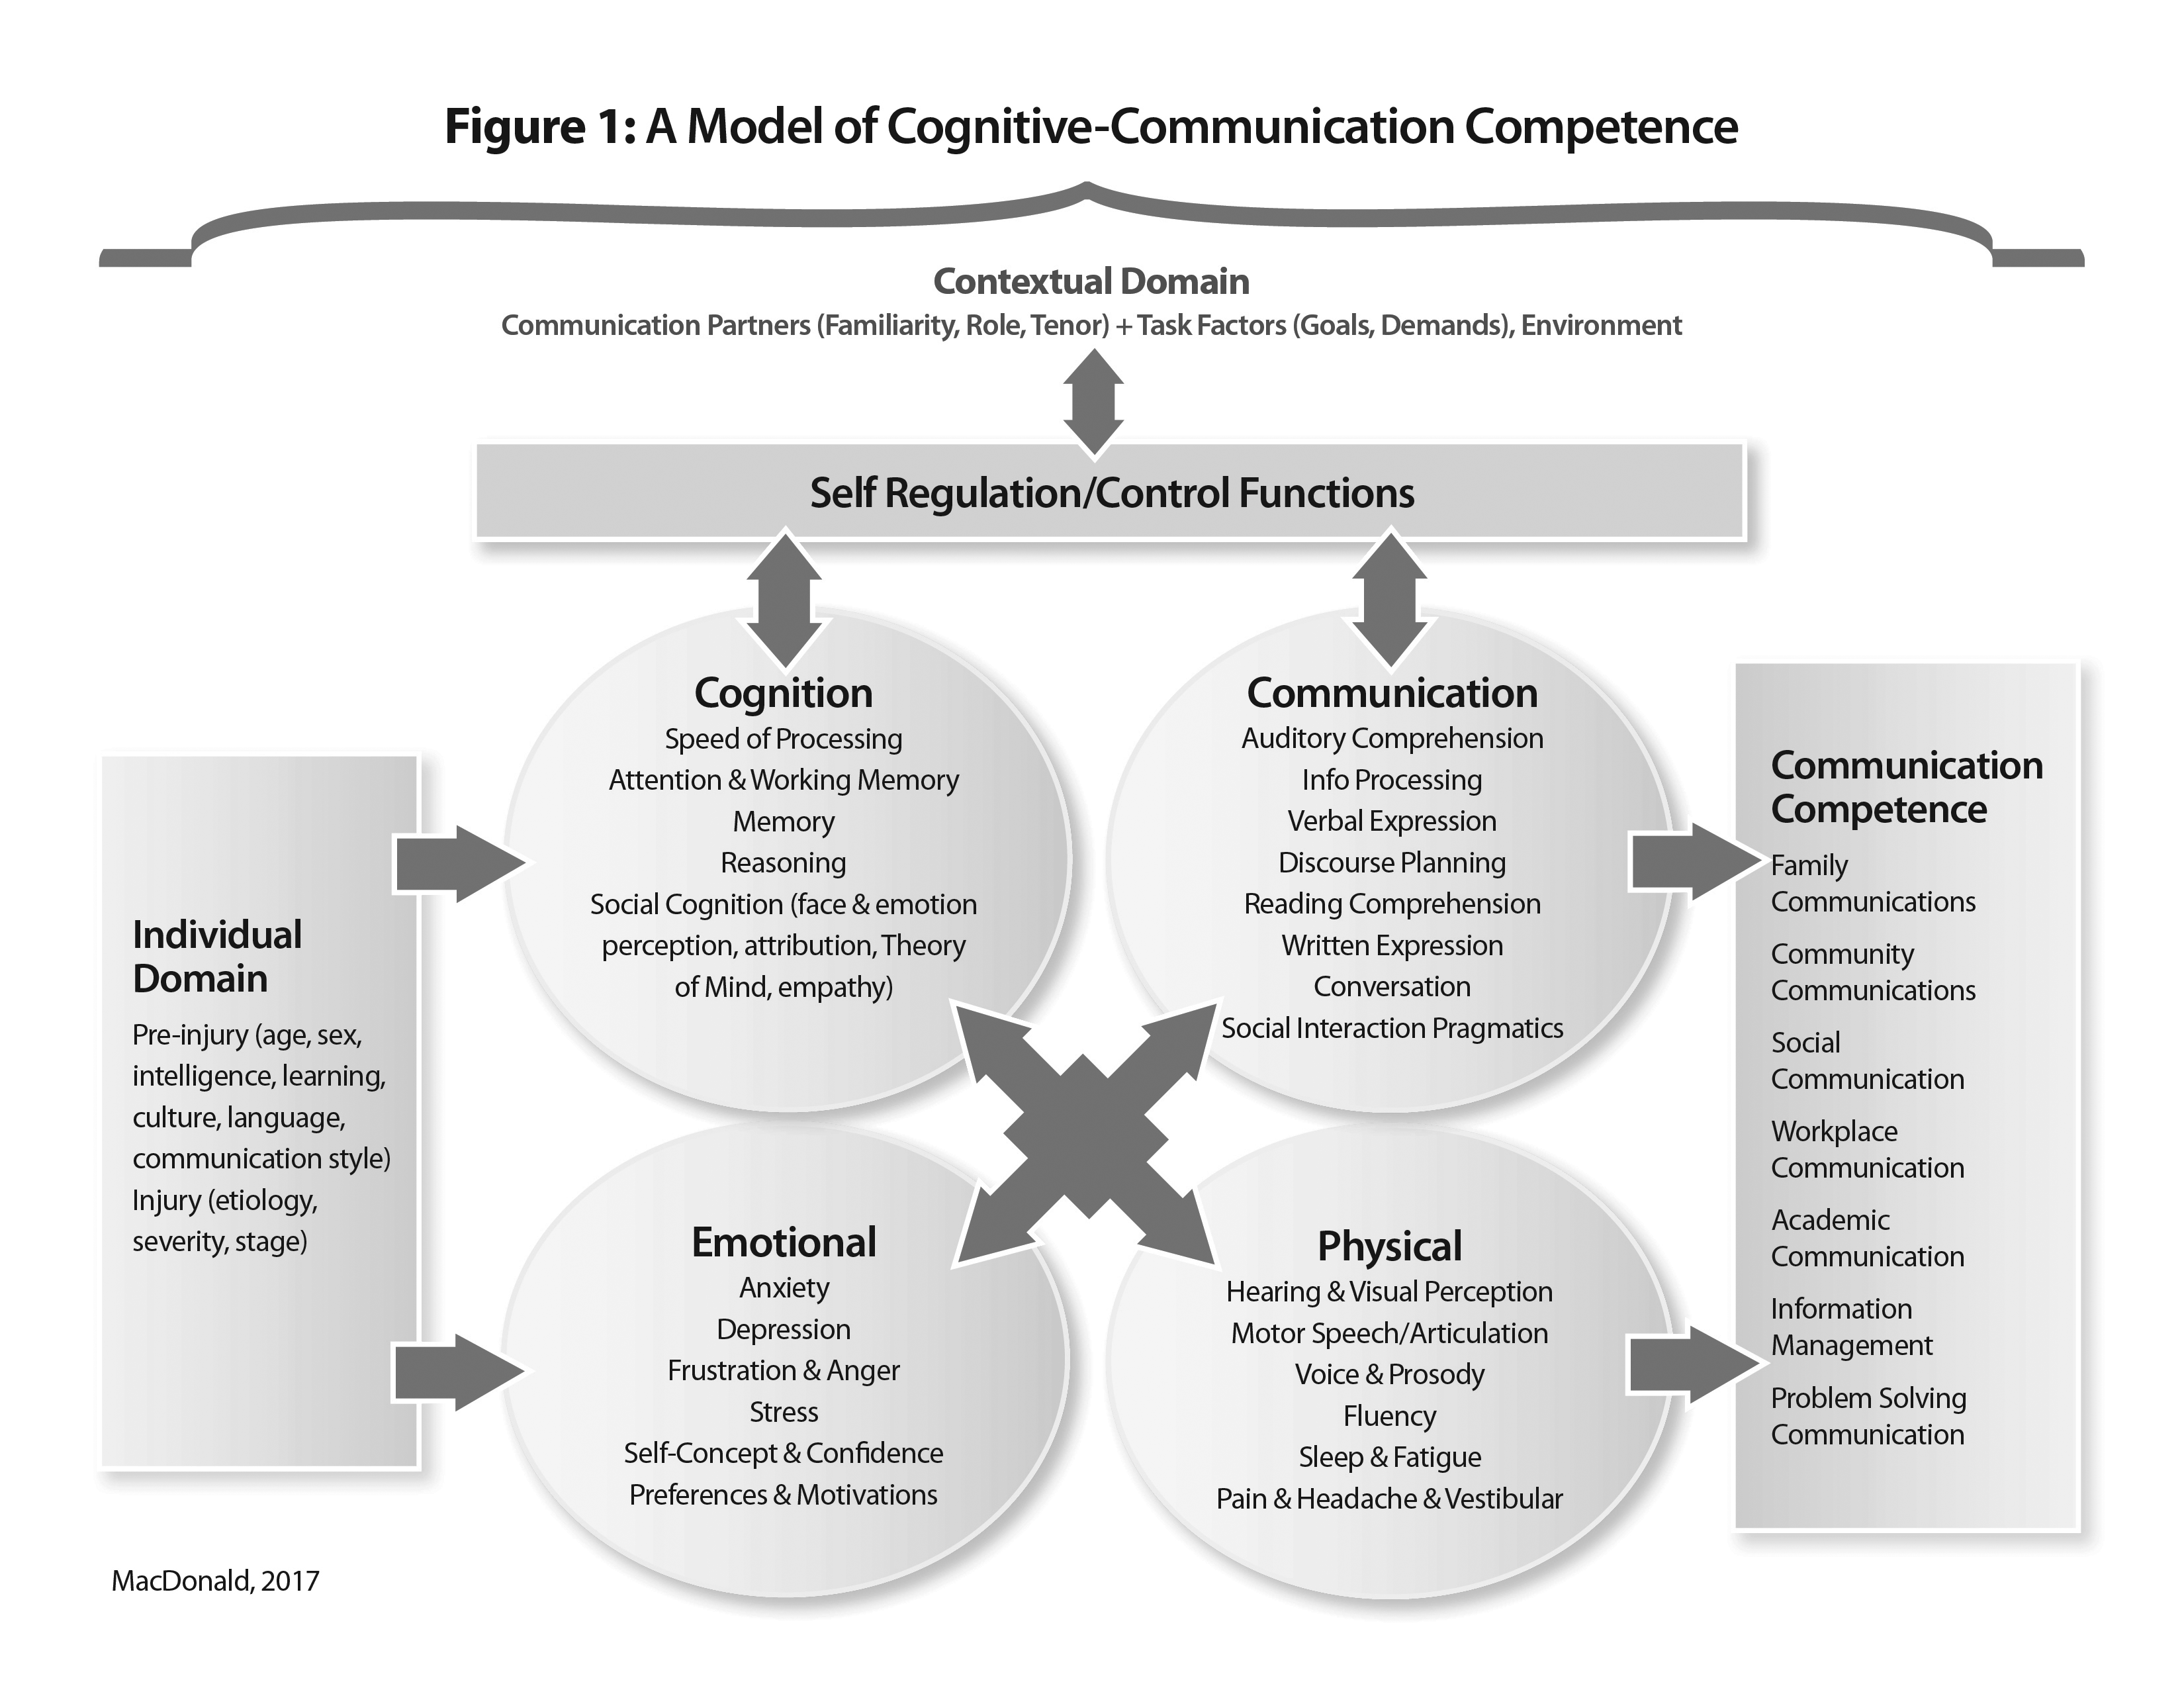 Figure 1: A Model of Cognitive-Communication Competence
Contextual Domain
Communication Partners (Familiarity, Role, Tenor) + Task Factors (Goals, Demands), Environment
Self Regulation/Control Functions
Individual
Domain
Pre-injury (age, sex,
intelligence, learning,
culture, language,
communication style)
Injury (etiology,
severity, stage)
Cognition
Speed of Processing
Attention & Working Memory
Memory
Reasoning
Social Cognition (face & emotion
perception, attribution, Theory
of Mind, empathy)
Communication
Auditory Comprehension
Info Processing
Verbal Expression
Discourse Planning
Reading Comprehension
Written Expression
Conversation
Social Interaction Pragmatics
Emotional
Anxiety
Depression
Frustration & Anger
Stress
Self-Concept & Confidence
Preferences & Motivations
Physical
Hearing & Visual Perception
Motor Speech/Articulation
Voice & Prosody
Fluency
Sleep & Fatigue
Pain & Headache & Vestibular
Communication
Competence
Family
Communications
Community
Communications
Social
Communication
Workplace
Communication
Academic
Communication
Information
Management
Problem Solving
Communication
MacDonald, 2017